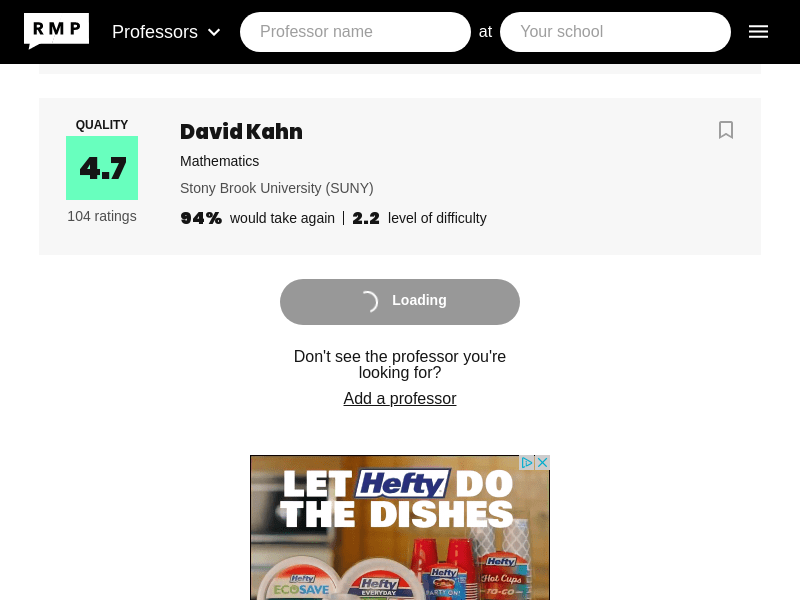 RMP
Professors
Professor name
at
Your school
QUALITY
4.7
104 ratings
David Kahn
Mathematics
Stony Brook University (SUNY)
94% would take again
2.2 level of difficulty
Loading
Don't see the professor you're
looking for?
Add a professor
LET Hefty DO
THE DISHES
Hefty
ECOSAVE
Hefty
EVERYDAY
Hefty
PARTY ON!
Hefty
Hot Cups
TO-GO